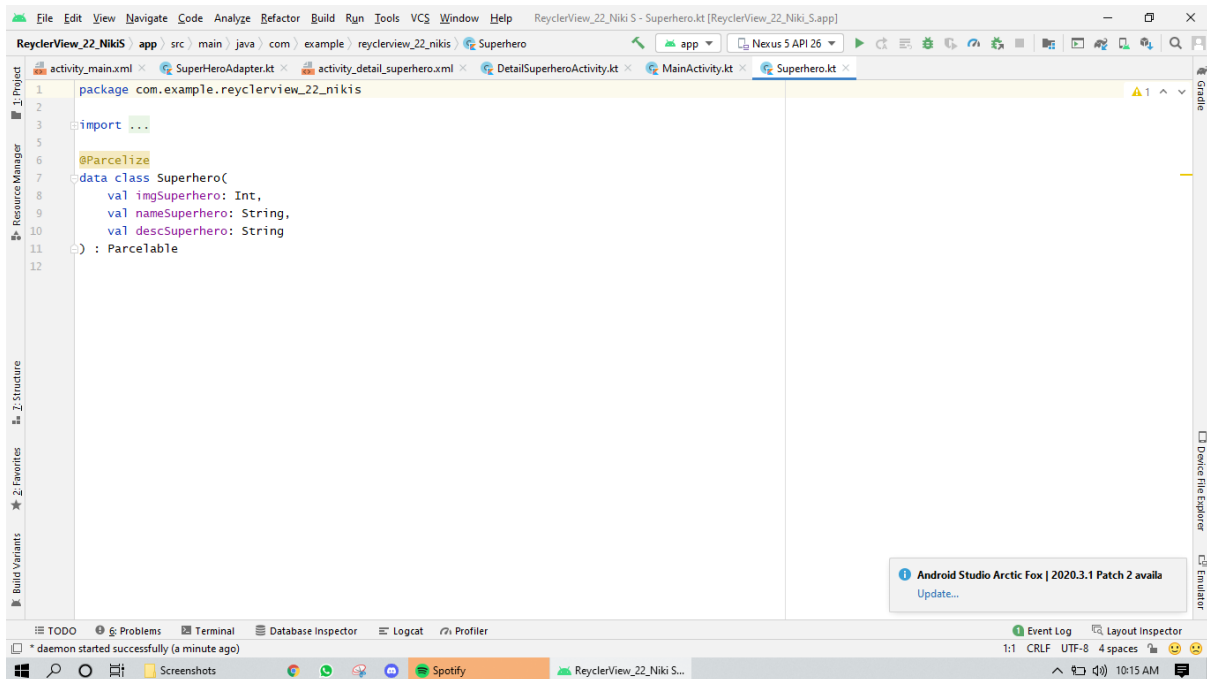 File Edit View Navigate Code Analyze Refactor Build Run Tools VCS Window Help ReyclerView_22_Niki S - Superhero.kt [ReyclerView_22_Niki_S.app]
ReyclerView_22_NikiS app src main java com example reyclerview_22_nikis Superhero app Nexus 5 API 26
activity_main.xml SuperHeroAdapter.kt activity_detail_superhero.xml DetailSuperheroActivity.kt MainActivity.kt Superhero.kt
1: Project
Resource Manager
7: Structure
2: Favorites
Build Variants
1 package com.example.reyclerview_22_nikis
2
3 import ...
5
6 @Parcelize
7 data class Superhero(
8 val imgSuperhero: Int,
9 val nameSuperhero: String,
10 val descSuperhero: String
11 ) : Parcelable
12
1
Gradle
Device File Explorer
Emulator
Android Studio Arctic Fox | 2020.3.1 Patch 2 availa
Update...
TODO 6: Problems Terminal Database Inspector Logcat Profiler 1 Event Log Layout Inspector
* daemon started successfully (a minute ago) 1:1 CRLF UTF-8 4 spaces
Screenshots Spotify ReyclerView_22_Niki S... 10:15 AM